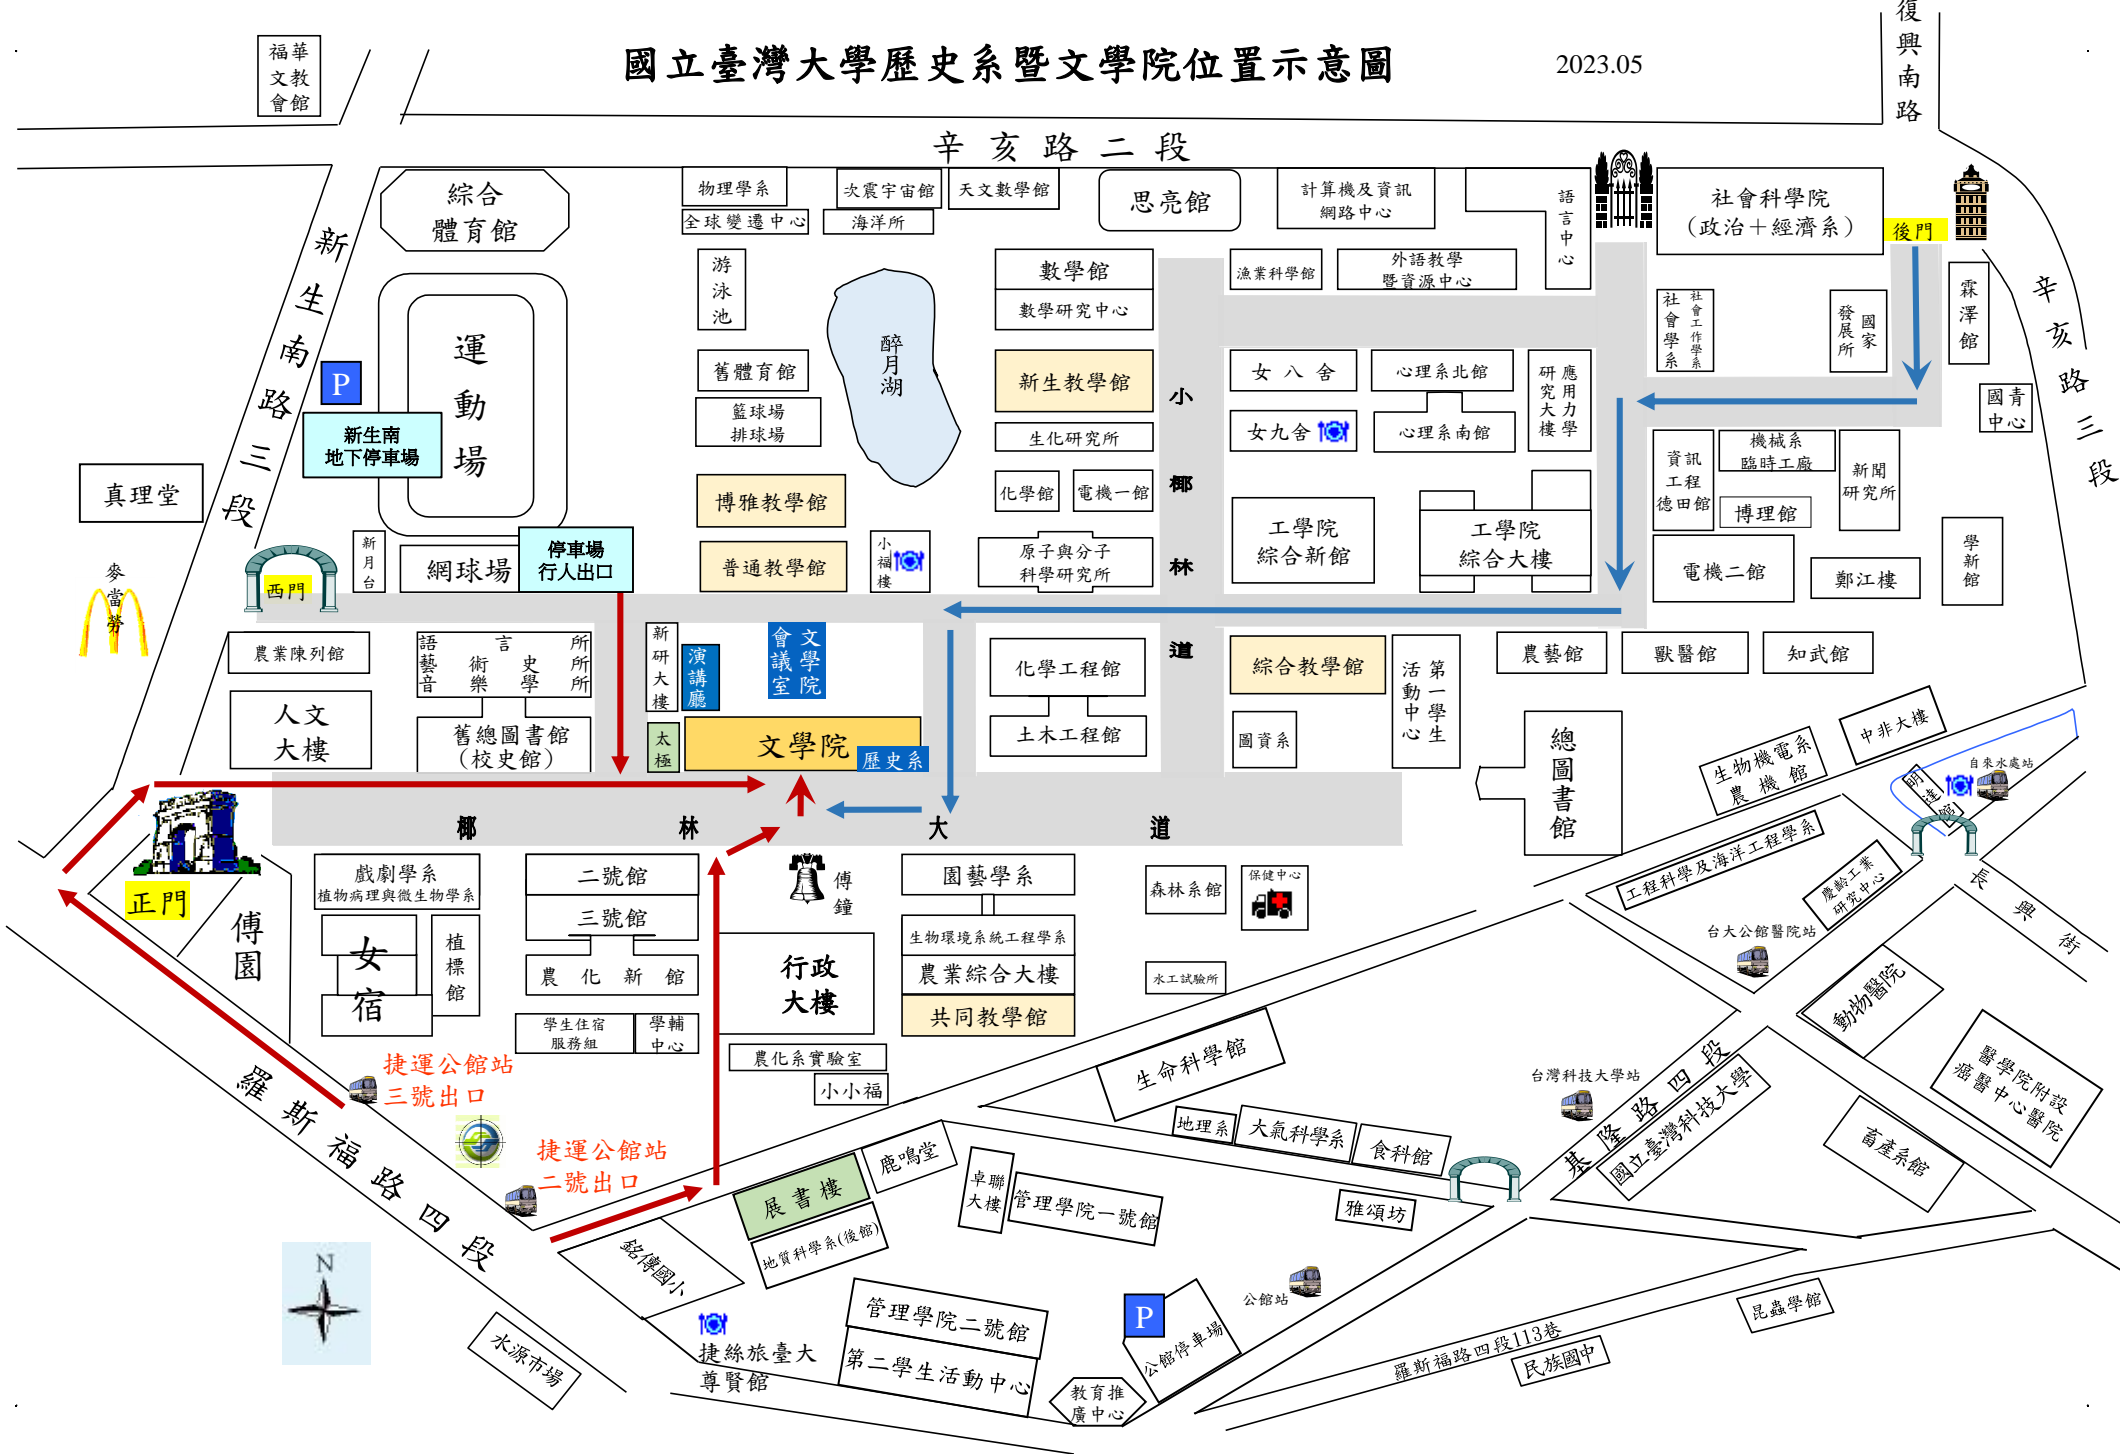 國立臺灣大學歷史系暨文學院位置示意圖
2023.05
復興南路
福華
文教
會館
辛亥路二段
綜合
體育館
物理學系
次震宇宙館
天文數學館
全球變遷中心
海洋所
思亮館
計算機及資訊
網路中心
語言中心
社會科學院
(政治＋經濟系)
後門
新生南路三段
游泳池
醉月湖
數學館
數學研究中心
漁業科學館
外語教學
暨資源中心
社會學系
社會工作學系
國家
發展所
霖澤館
辛亥路三段
運動場
P
新生南
地下停車場
舊體育館
籃球場
排球場
新生教學館
生化研究所
小椰林道
女八舍
女九舍
心理系北館
心理系南館
應用力學
研究大樓
國青
中心
真理堂
博雅教學館
普通教學館
小福樓
化學館
電機一館
原子與分子
科學研究所
工學院
綜合新館
工學院
綜合大樓
資訊
工程
德田館
機械系
臨時工廠
新聞
研究所
博理館
電機二館
鄭江樓
學新館
新月台
網球場
停車場
行人出口
西門
麥當勞
農業陳列館
語言所
藝術史所
音樂學所
新研大樓
演講廳
文學院
會議室
化學工程館
土木工程館
綜合教學館
圖資系
第一學生
活動中心
農藝館
獸醫館
知武館
人文
大樓
舊總圖書館
(校史館)
太極
文學院
歷史系
總圖書館
生物機電系
農機館
中非大樓
明達館
自來水處站
椰林大道
正門
傅園
戲劇學系
植物病理與微生物學系
女宿
植標館
二號館
三號館
農化新館
學生住宿
服務組
學輔
中心
傅鐘
行政
大樓
農化系實驗室
小小福
園藝學系
生物環境系統工程學系
農業綜合大樓
共同教學館
森林系館
保健中心
水工試驗所
工程科學及海洋工程學系
慶齡工業
研究中心
台大公館醫院站
長興街
動物醫院
醫學院附設
癌醫中心醫院
捷運公館站
三號出口
捷運公館站
二號出口
羅斯福路四段
生命科學館
地理系
大氣科學系
食科館
台灣科技大學站
基隆路四段
國立臺灣科技大學
畜產系館
展書樓
鹿鳴堂
地質科學系(後館)
銘傳國小
卓聯
大樓
管理學院一號館
雅頌坊
N
水源市場
捷絲旅臺大
尊賢館
管理學院二號館
第二學生活動中心
P
公館停車場
教育推
廣中心
公館站
羅斯福路四段113巷
民族國中
昆蟲學館